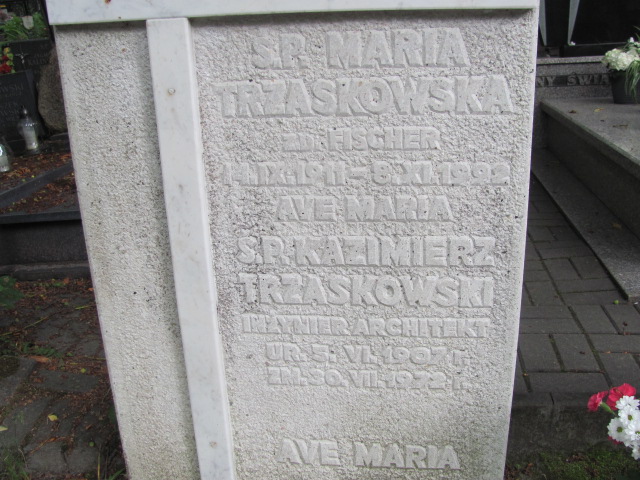 Ś.P. MARIA
TRZASKOWSKA
ZD. FISCHER
14.IX.1911 – 8.XI.1992
AVE MARIA
Ś.P. KAZIMIERZ
TRZASKOWSKI
INŻYNIER ARCHITEKT
UR. 5. VI. 1907 r.
ZM. 30. VII. 1972 r.
AVE MARIA